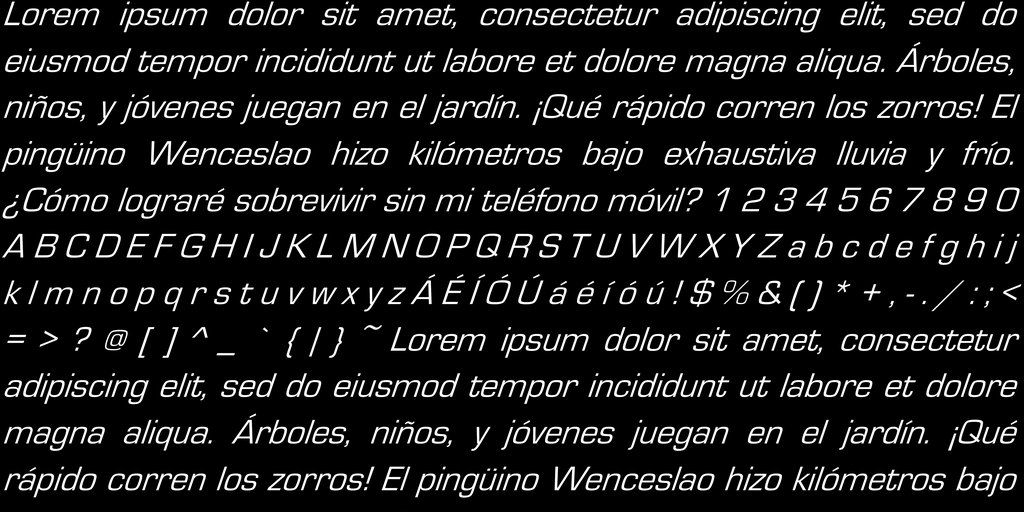 Lorem ipsum dolor sit amet, consectetur adipiscing elit, sed do
eiusmod tempor incididunt ut labore et dolore magna aliqua. Árboles,
niños, y jóvenes juegan en el jardín. ¡Qué rápido corren los zorros! El
pingüino Wenceslao hizo kilómetros bajo exhaustiva lluvia y frío.
¿Cómo lograré sobrevivir sin mi teléfono móvil? 1 2 3 4 5 6 7 8 9 0
A B C D E F G H I J K L M N O P Q R S T U V W X Y Z a b c d e f g h i j
k l m n o p q r s t u v w x y z Á É Í Ó Ú á é í ó ú ! $ % & ( ) * + , - . / : ; <
= > ? @ [ ] ^ _ ` { | } ~ Lorem ipsum dolor sit amet, consectetur
adipiscing elit, sed do eiusmod tempor incididunt ut labore et dolore
magna aliqua. Árboles, niños, y jóvenes juegan en el jardín. ¡Qué
rápido corren los zorros! El pingüino Wenceslao hizo kilómetros bajo